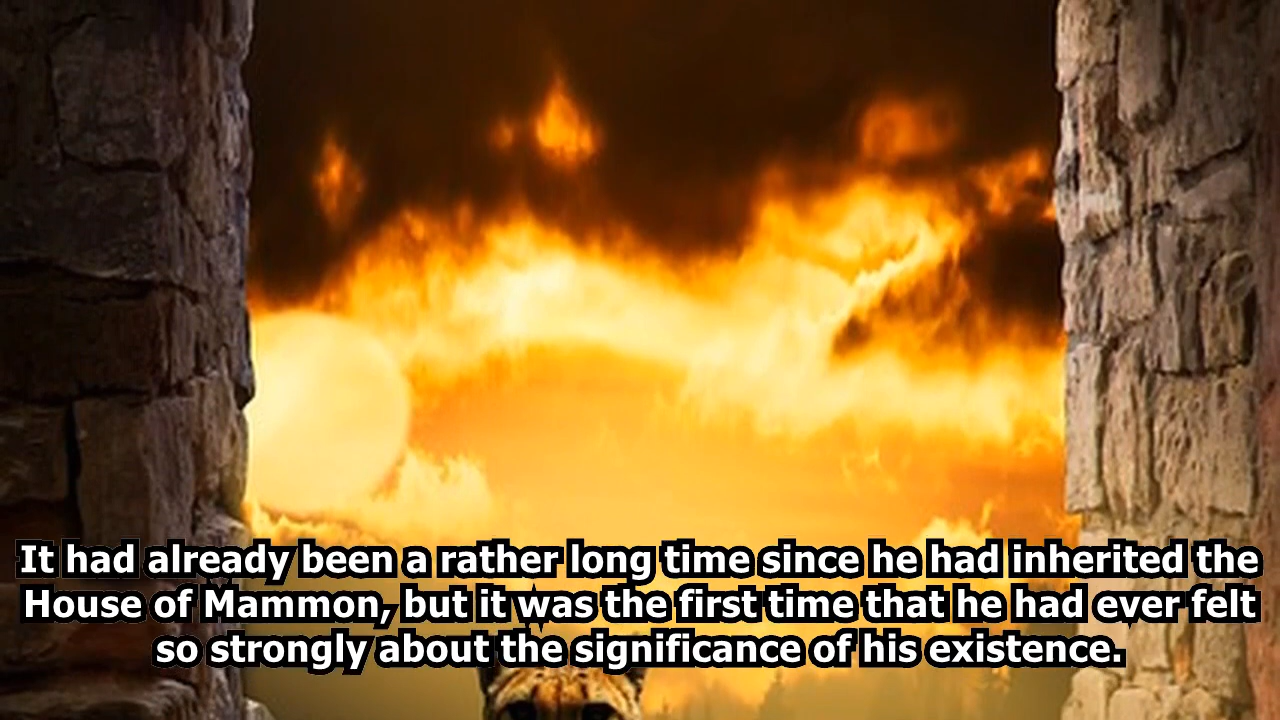 It had already been a rather long time since he had inherited the
House of Mammon, but it was the first time that he had ever felt
so strongly about the significance of his existence.